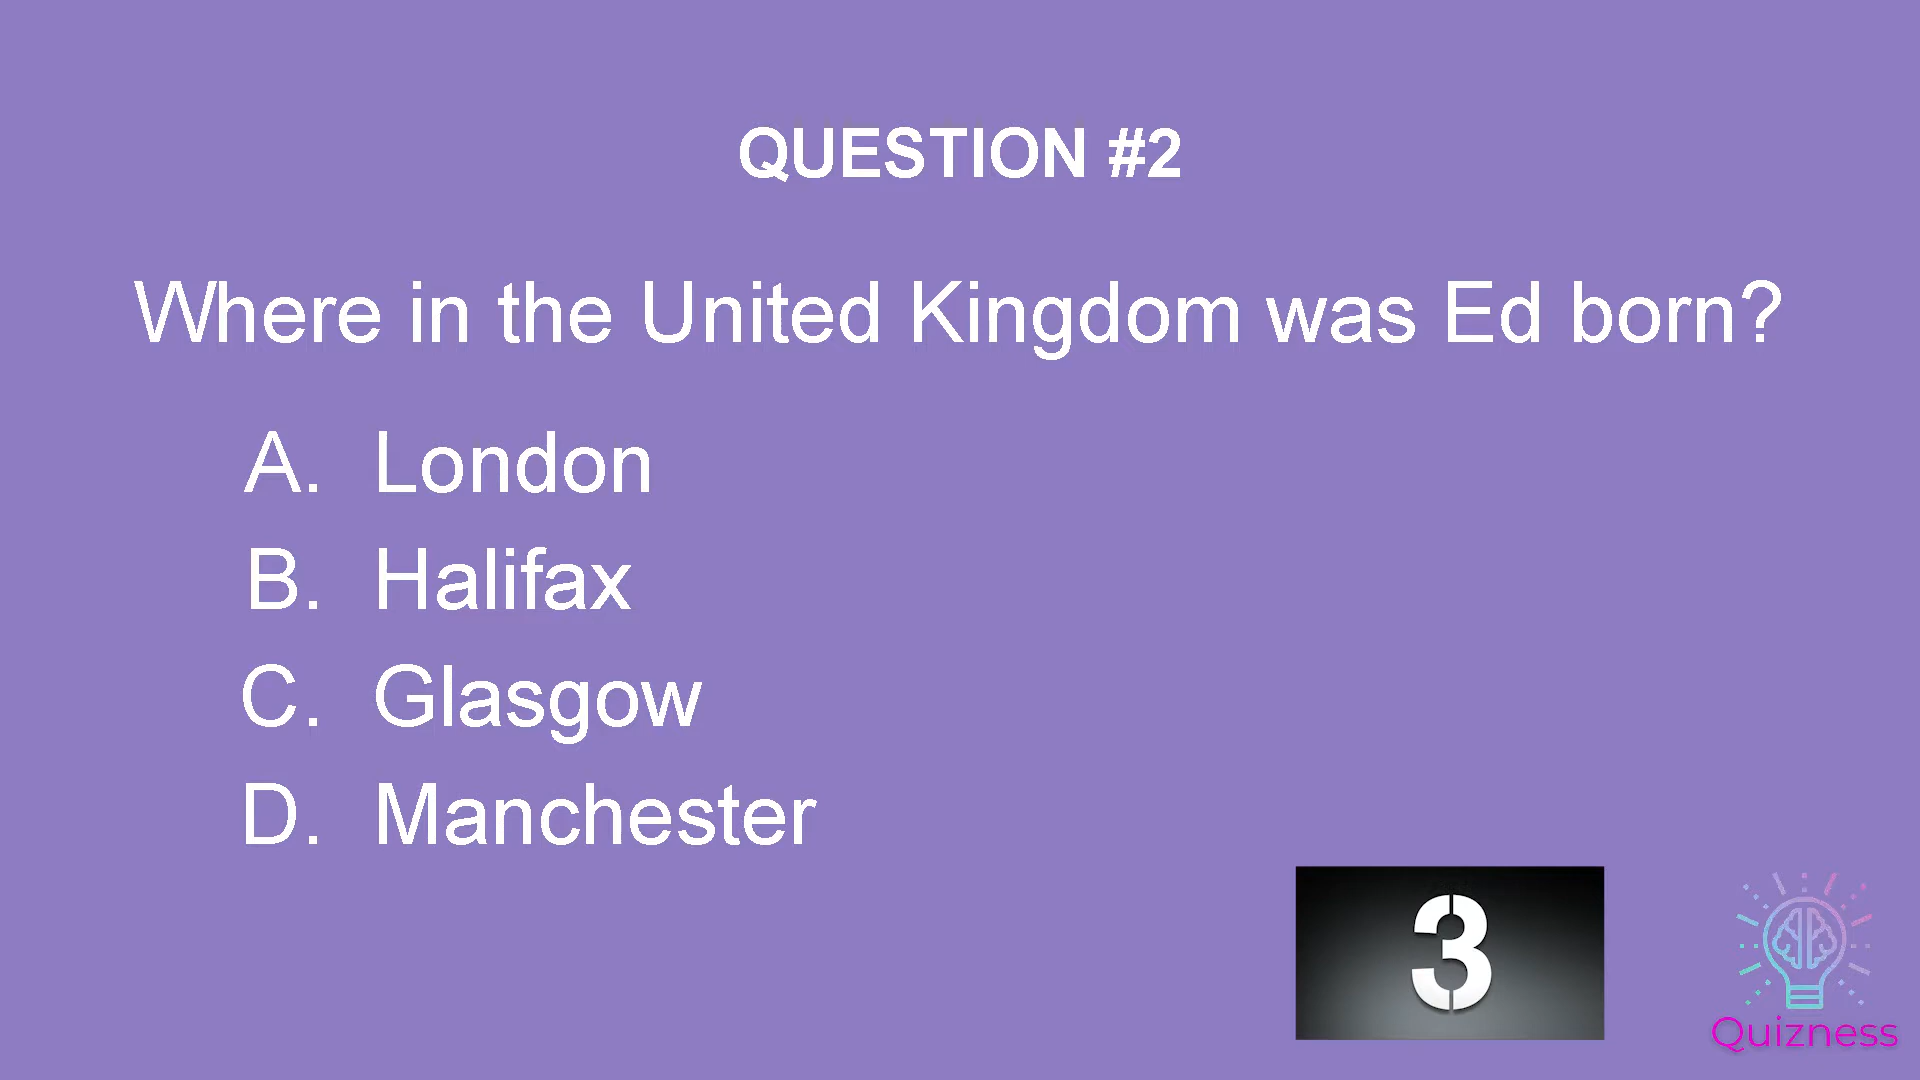 QUESTION #2
Where in the United Kingdom was Ed born?
A. London
B. Halifax
C. Glasgow
D. Manchester
3
Quizness